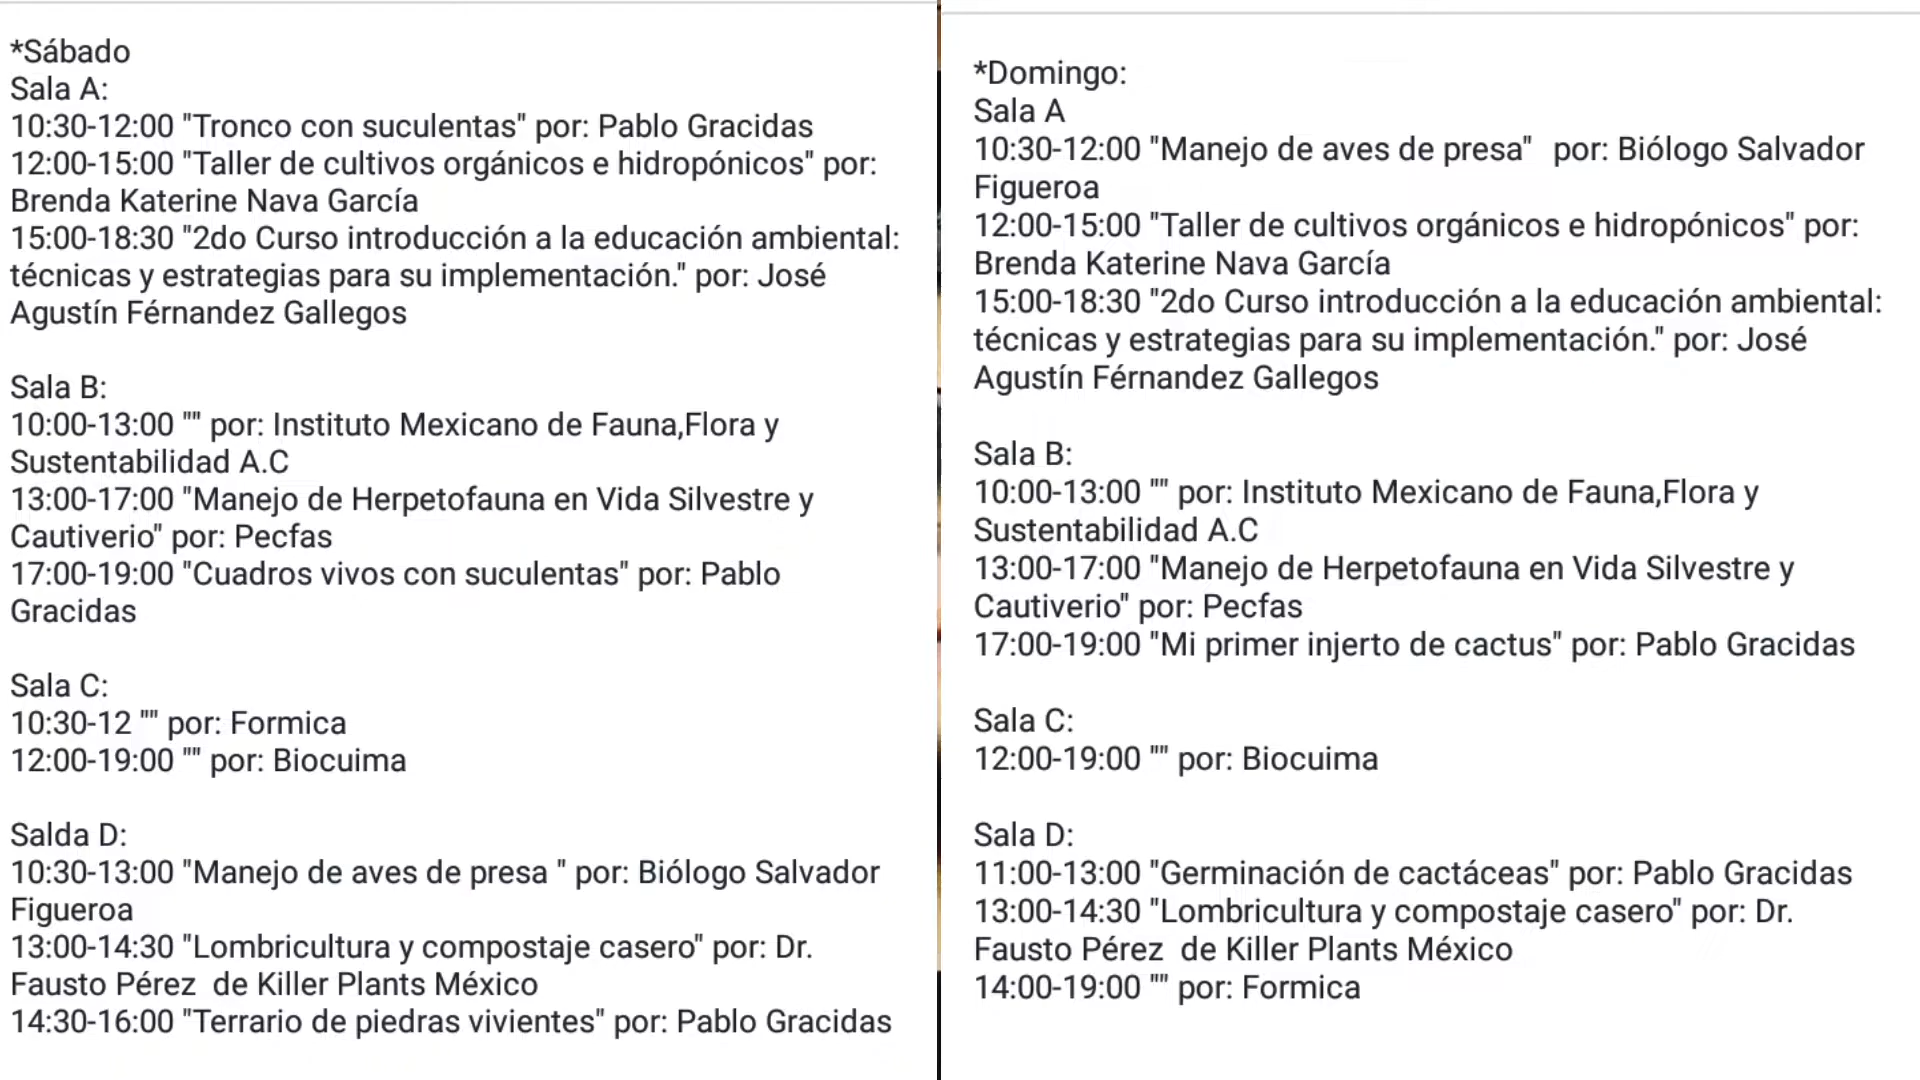 *Sábado
Sala A:
10:30-12:00 "Tronco con suculentas" por: Pablo Gracidas
12:00-15:00 "Taller de cultivos orgánicos e hidropónicos" por:
Brenda Katerine Nava García
15:00-18:30 "2do Curso introducción a la educación ambiental:
técnicas y estrategias para su implementación." por: José
Agustín Férnandez Gallegos
Sala B:
10:00-13:00 "" por: Instituto Mexicano de Fauna,Flora y
Sustentabilidad A.C
13:00-17:00 "Manejo de Herpetofauna en Vida Silvestre y
Cautiverio" por: Pecfas
17:00-19:00 "Cuadros vivos con suculentas" por: Pablo
Gracidas
Sala C:
10:30-12 "" por: Formica
12:00-19:00 "" por: Biocuima
Salda D:
10:30-13:00 "Manejo de aves de presa " por: Biólogo Salvador
Figueroa
13:00-14:30 "Lombricultura y compostaje casero" por: Dr.
Fausto Pérez  de Killer Plants México
14:30-16:00 "Terrario de piedras vivientes" por: Pablo Gracidas
*Domingo:
Sala A
10:30-12:00 "Manejo de aves de presa"  por: Biólogo Salvador
Figueroa
12:00-15:00 "Taller de cultivos orgánicos e hidropónicos" por:
Brenda Katerine Nava García
15:00-18:30 "2do Curso introducción a la educación ambiental:
técnicas y estrategias para su implementación." por: José
Agustín Férnandez Gallegos
Sala B:
10:00-13:00 "" por: Instituto Mexicano de Fauna,Flora y
Sustentabilidad A.C
13:00-17:00 "Manejo de Herpetofauna en Vida Silvestre y
Cautiverio" por: Pecfas
17:00-19:00 "Mi primer injerto de cactus" por: Pablo Gracidas
Sala C:
12:00-19:00 "" por: Biocuima
Sala D:
11:00-13:00 "Germinación de cactáceas" por: Pablo Gracidas
13:00-14:30 "Lombricultura y compostaje casero" por: Dr.
Fausto Pérez  de Killer Plants México
14:00-19:00 "" por: Formica